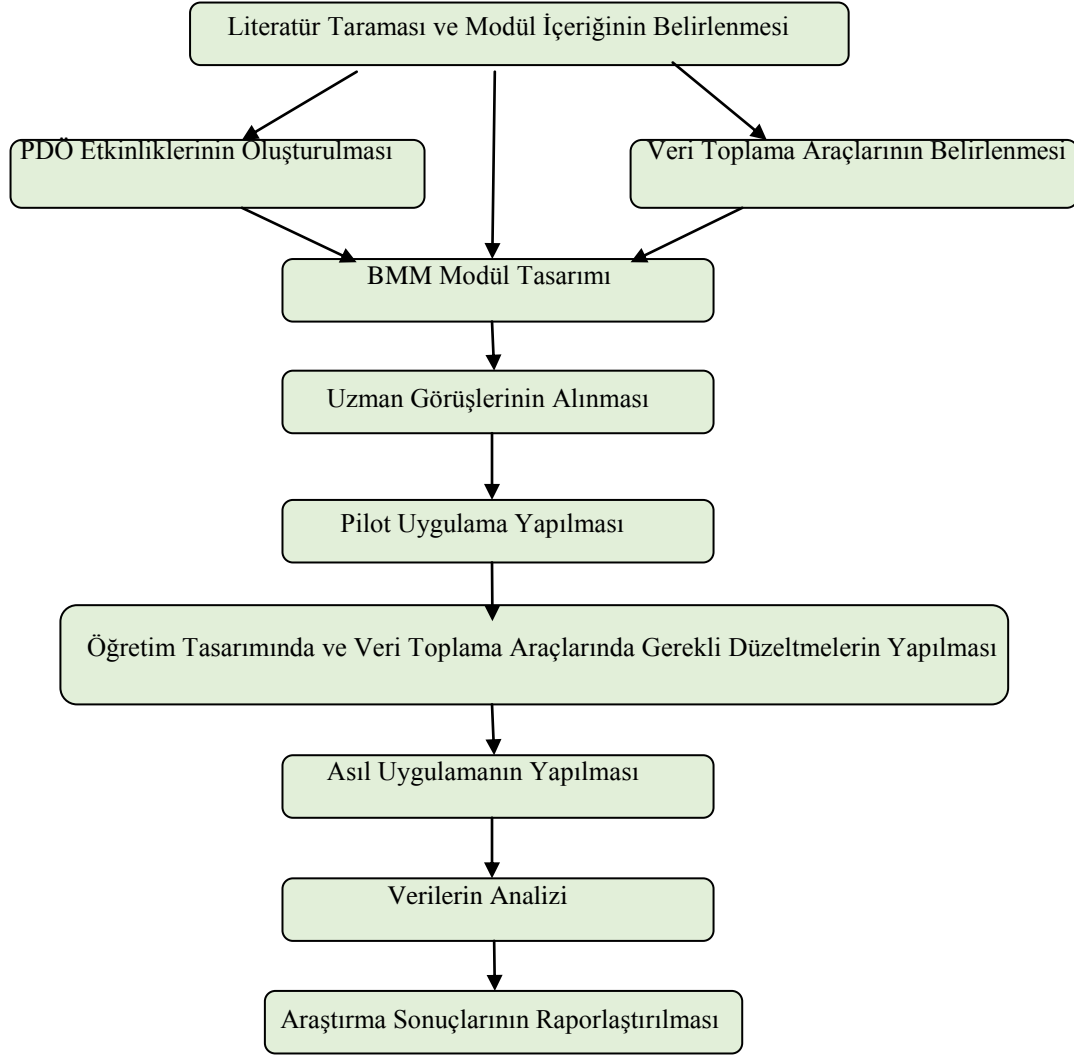 Literatür Taraması ve Modül İçeriğinin Belirlenmesi
PDÖ Etkinliklerinin Oluşturulması
Veri Toplama Araçlarının Belirlenmesi
BMM Modül Tasarımı
Uzman Görüşlerinin Alınması
Pilot Uygulama Yapılması
Öğretim Tasarımında ve Veri Toplama Araçlarında Gerekli Düzeltmelerin Yapılması
Asıl Uygulamanın Yapılması
Verilerin Analizi
Araştırma Sonuçlarının Raporlaştırılması